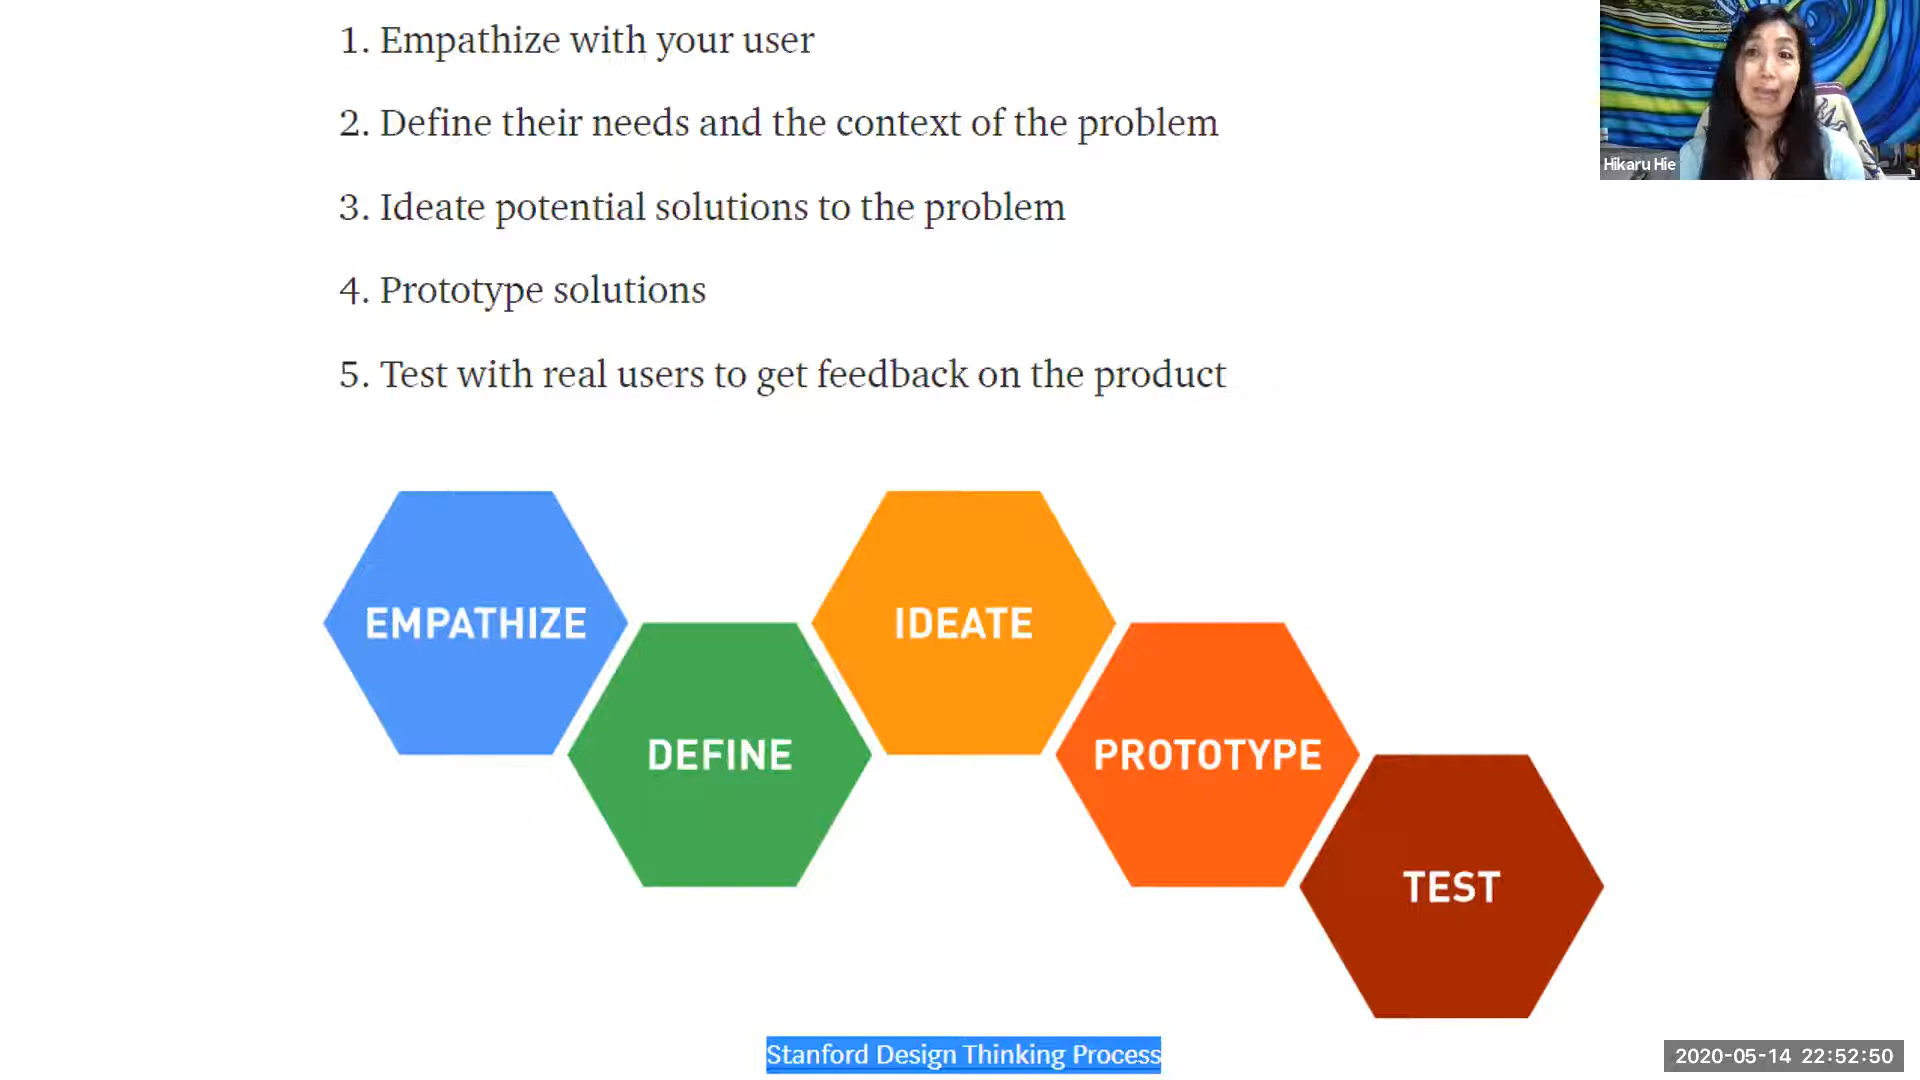 1. Empathize with your user
2. Define their needs and the context of the problem
3. Ideate potential solutions to the problem
4. Prototype solutions
5. Test with real users to get feedback on the product
EMPATHIZE
DEFINE
IDEATE
PROTOTYPE
TEST
Stanford Design Thinking Process
Hikaru Hie
2020-05-14 22:52:50